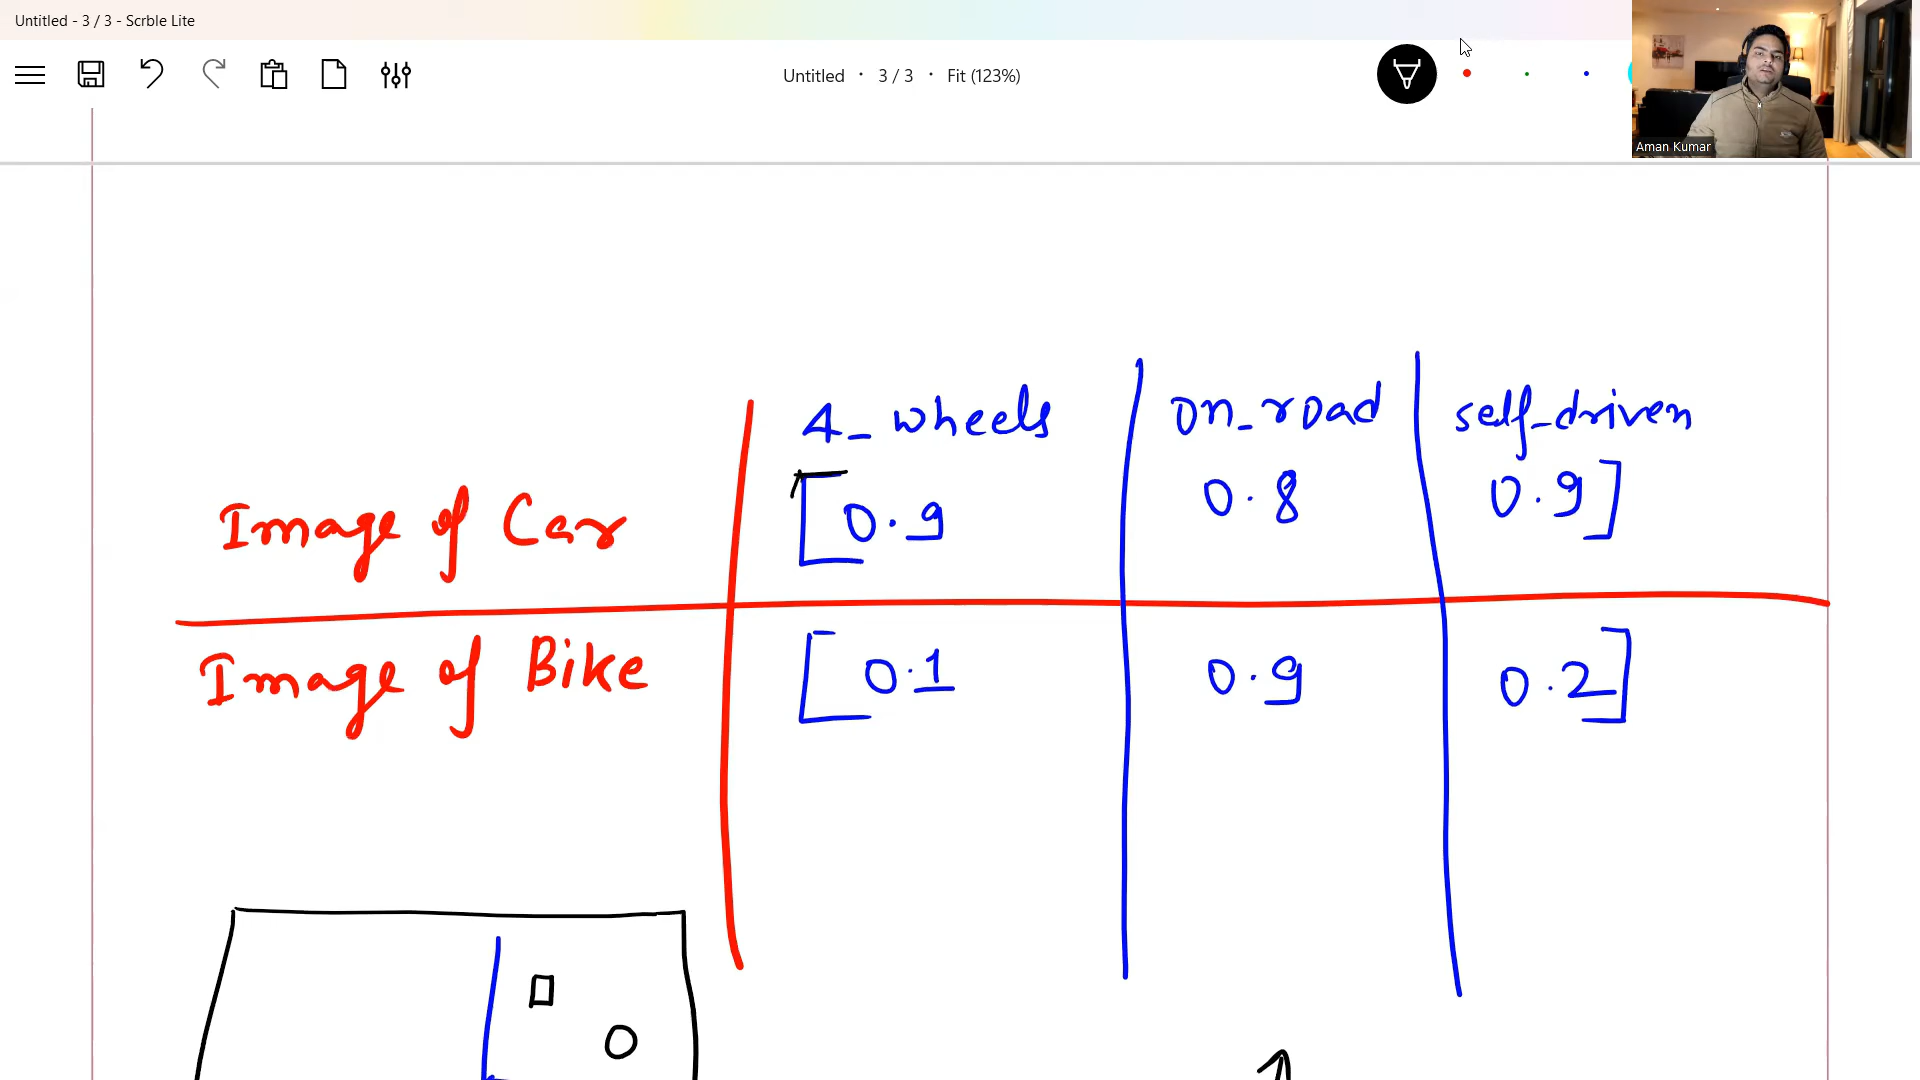 Untitled - 3 / 3 - Scrble Lite
Untitled · 3 / 3 · Fit (123%)
Aman Kumar
4_wheels on_road self_driven
Image of Car [0.9 0.8 0.9]
Image of Bike [0.1 0.9 0.2]